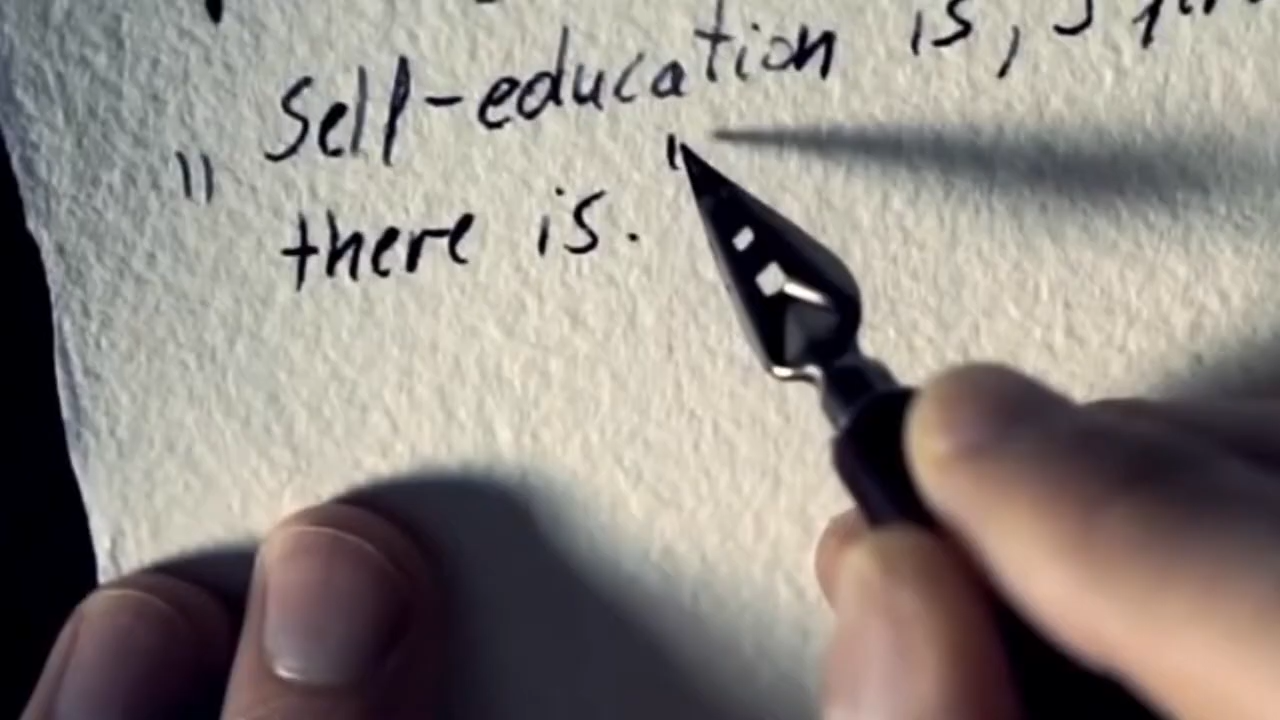 Self-education is,
" there is. "